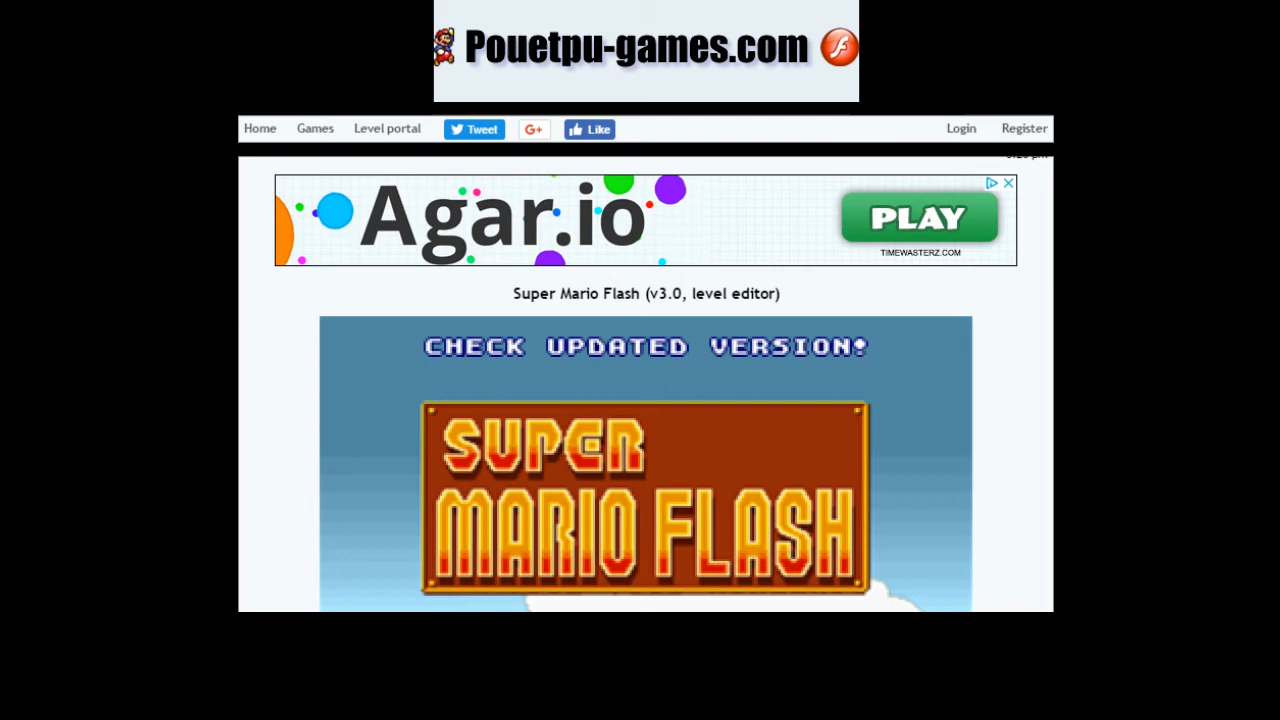 Pouetpu-games.com
Home Games Level portal Tweet G+ Like Login Register
Agar.io
PLAY
TIMEWASTERZ.COM
Super Mario Flash (v3.0, level editor)
CHECK UPDATED VERSION!
SUPER
MARIO FLASH